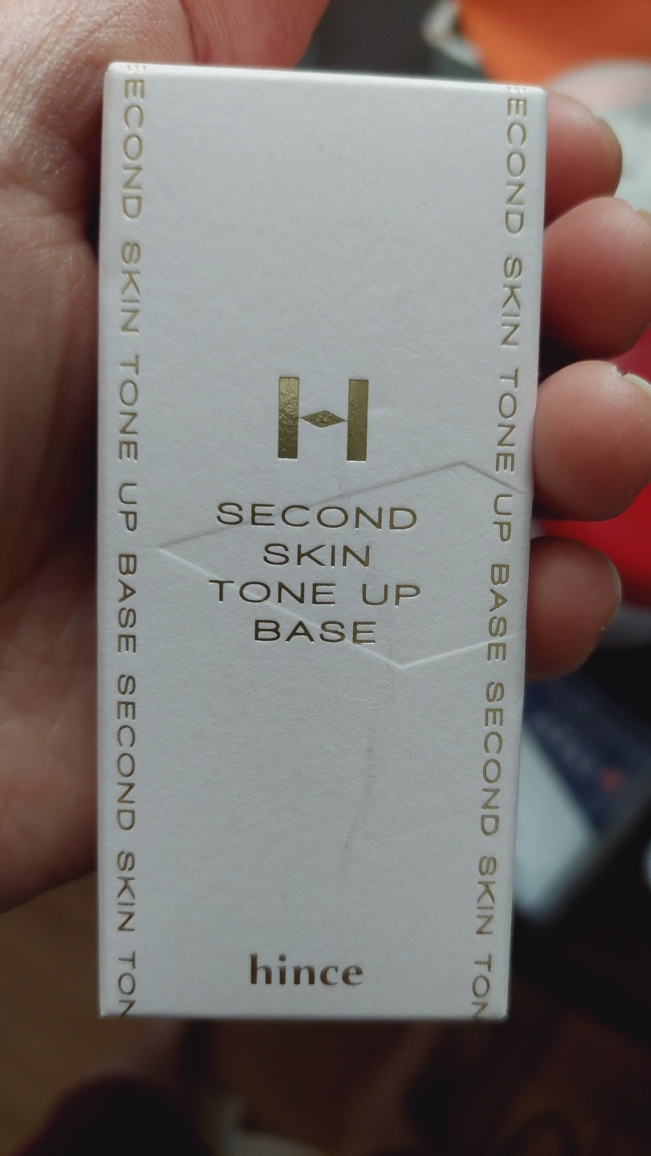 ECOND SKIN TONE UP BASE SECOND SKIN TON
H
SECOND
SKIN
TONE UP
BASE
hince
ECOND SKIN TONE UP BASE SECOND SKIN TON